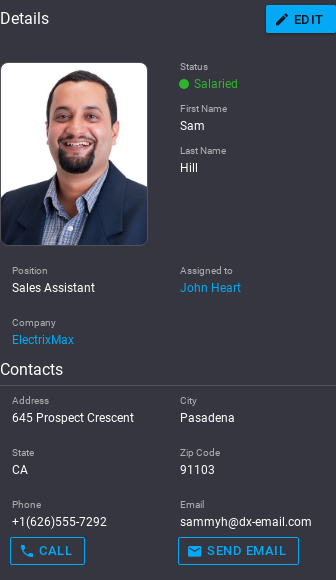 Details
EDIT
Status
Salaried
First Name
Sam
Last Name
Hill
Position
Sales Assistant
Assigned to
John Heart
Company
ElectrixMax
Contacts
Address
645 Prospect Crescent
City
Pasadena
State
CA
Zip Code
91103
Phone
+1(626)555-7292
Email
sammyh@dx-email.com
CALL
SEND EMAIL